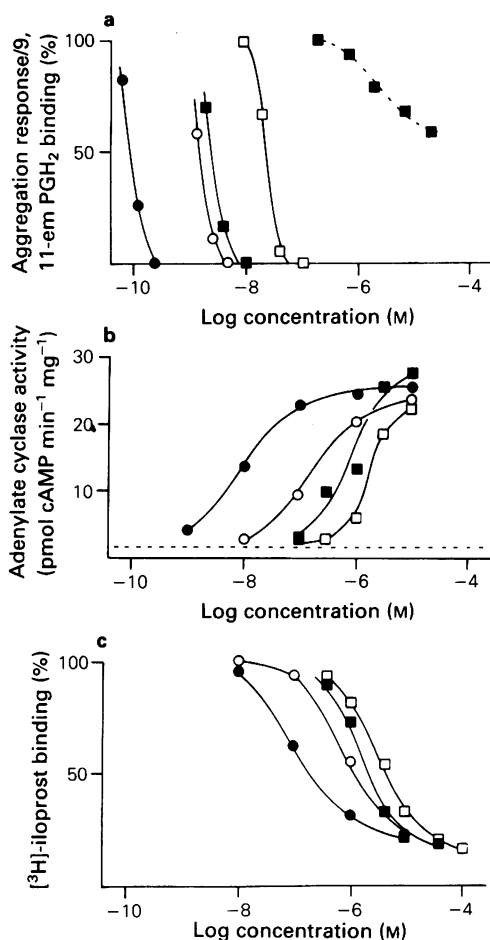 a
Aggregation response/9,
11-em PGH₂ binding (%)
100
50
−10
−8
−6
−4
Log concentration (M)
b
Adenylate cyclase activity
(pmol cAMP min⁻¹ mg⁻¹)
30
20
10
−10
−8
−6
−4
Log concentration (M)
c
[³H]-iloprost binding (%)
100
50
−10
−8
−6
−4
Log concentration (M)